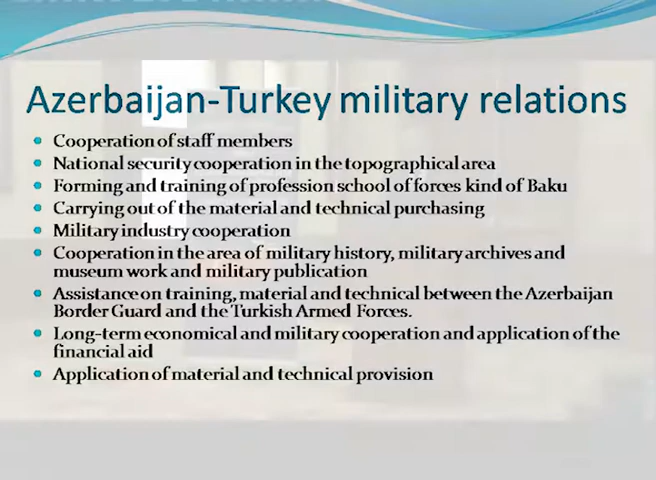 Azerbaijan-Turkey military relations
Cooperation of staff members
National security cooperation in the topographical area
Forming and training of profession school of forces kind of Baku
Carrying out of the material and technical purchasing
Military industry cooperation
Cooperation in the area of military history, military archives and
museum work and military publication
Assistance on training, material and technical between the Azerbaijan
Border Guard and the Turkish Armed Forces.
Long-term economical and military cooperation and application of the
financial aid
Application of material and technical provision